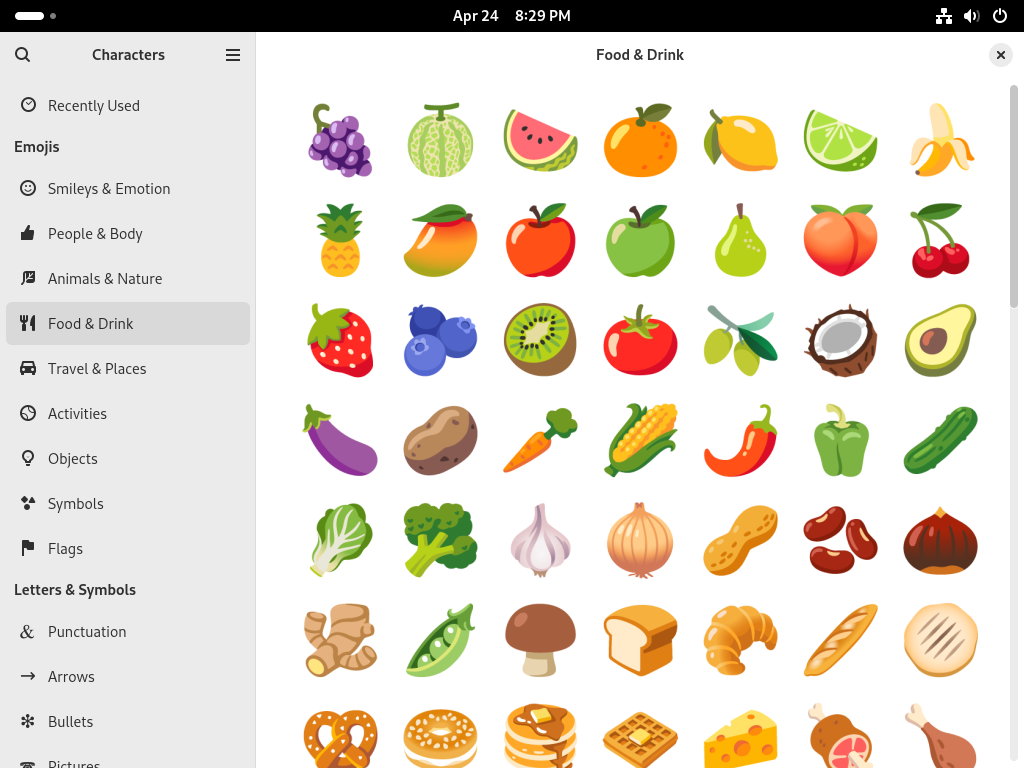 Apr 24 8:29 PM
Characters
Food & Drink
Recently Used
Emojis
Smileys & Emotion
People & Body
Animals & Nature
Food & Drink
Travel & Places
Activities
Objects
Symbols
Flags
Letters & Symbols
& Punctuation
Arrows
Bullets
Pictures